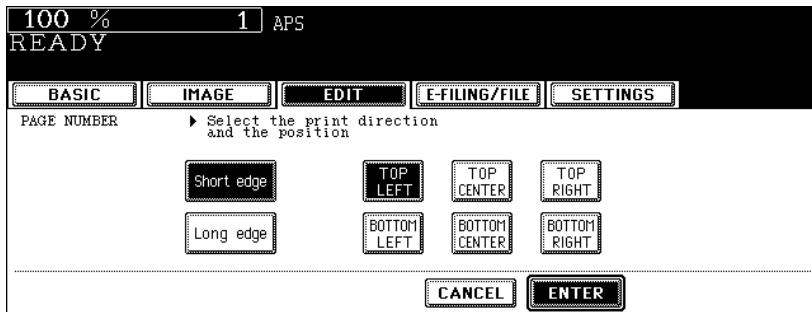 100 % 1 APS
READY
BASIC IMAGE EDIT E-FILING/FILE SETTINGS
PAGE NUMBER Select the print direction
and the position
Short edge TOP LEFT TOP CENTER TOP RIGHT
Long edge BOTTOM LEFT BOTTOM CENTER BOTTOM RIGHT
CANCEL ENTER